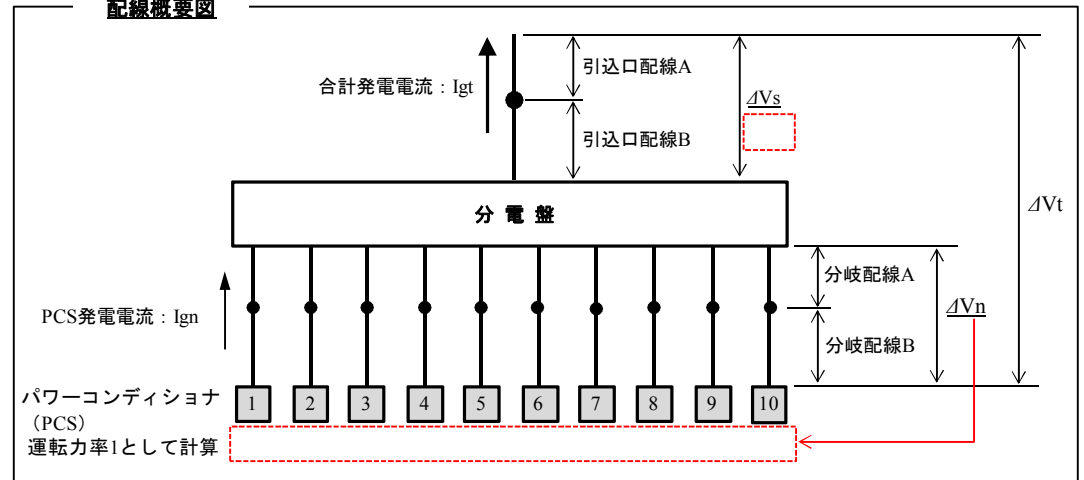 配線概要図
合計発電電流：Igt
引込口配線A
引込口配線B
ΔVs
ΔVt
分電盤
PCS発電電流：Ign
分岐配線A
分岐配線B
ΔVn
パワーコンディショナ
（PCS）
1 2 3 4 5 6 7 8 9 10
運転力率1として計算